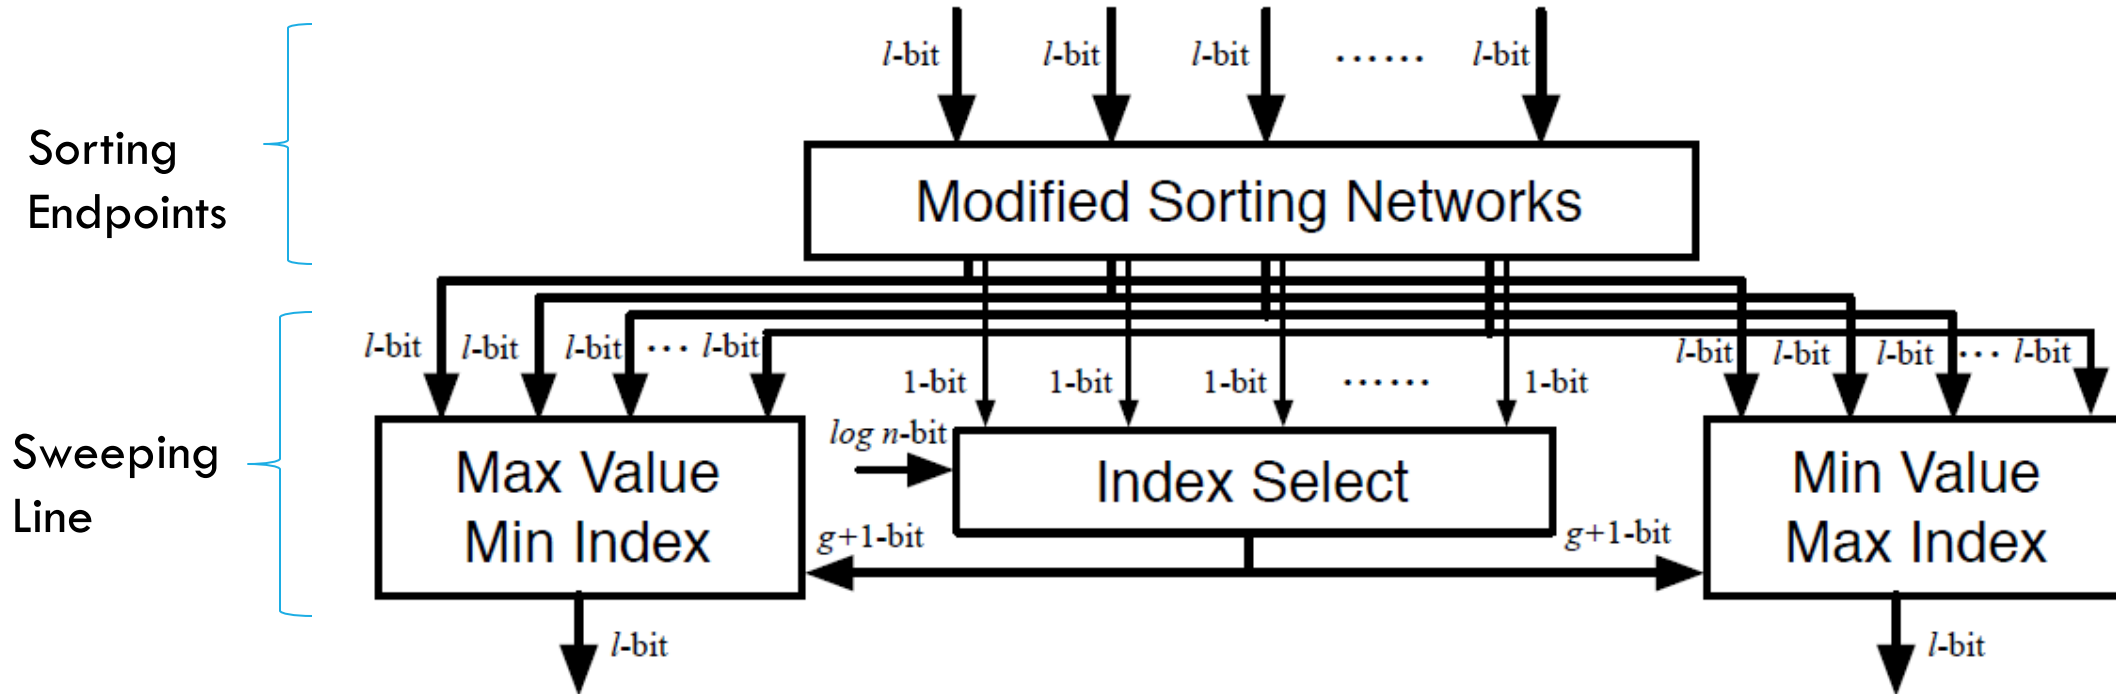 l-bit l-bit l-bit ...... l-bit
Sorting
Endpoints
Modified Sorting Networks
l-bit l-bit l-bit ... l-bit
l-bit l-bit l-bit ... l-bit
1-bit 1-bit 1-bit ...... 1-bit
log n-bit
Sweeping
Line
Max Value
Min Index
Index Select
Min Value
Max Index
g+1-bit
g+1-bit
l-bit
l-bit